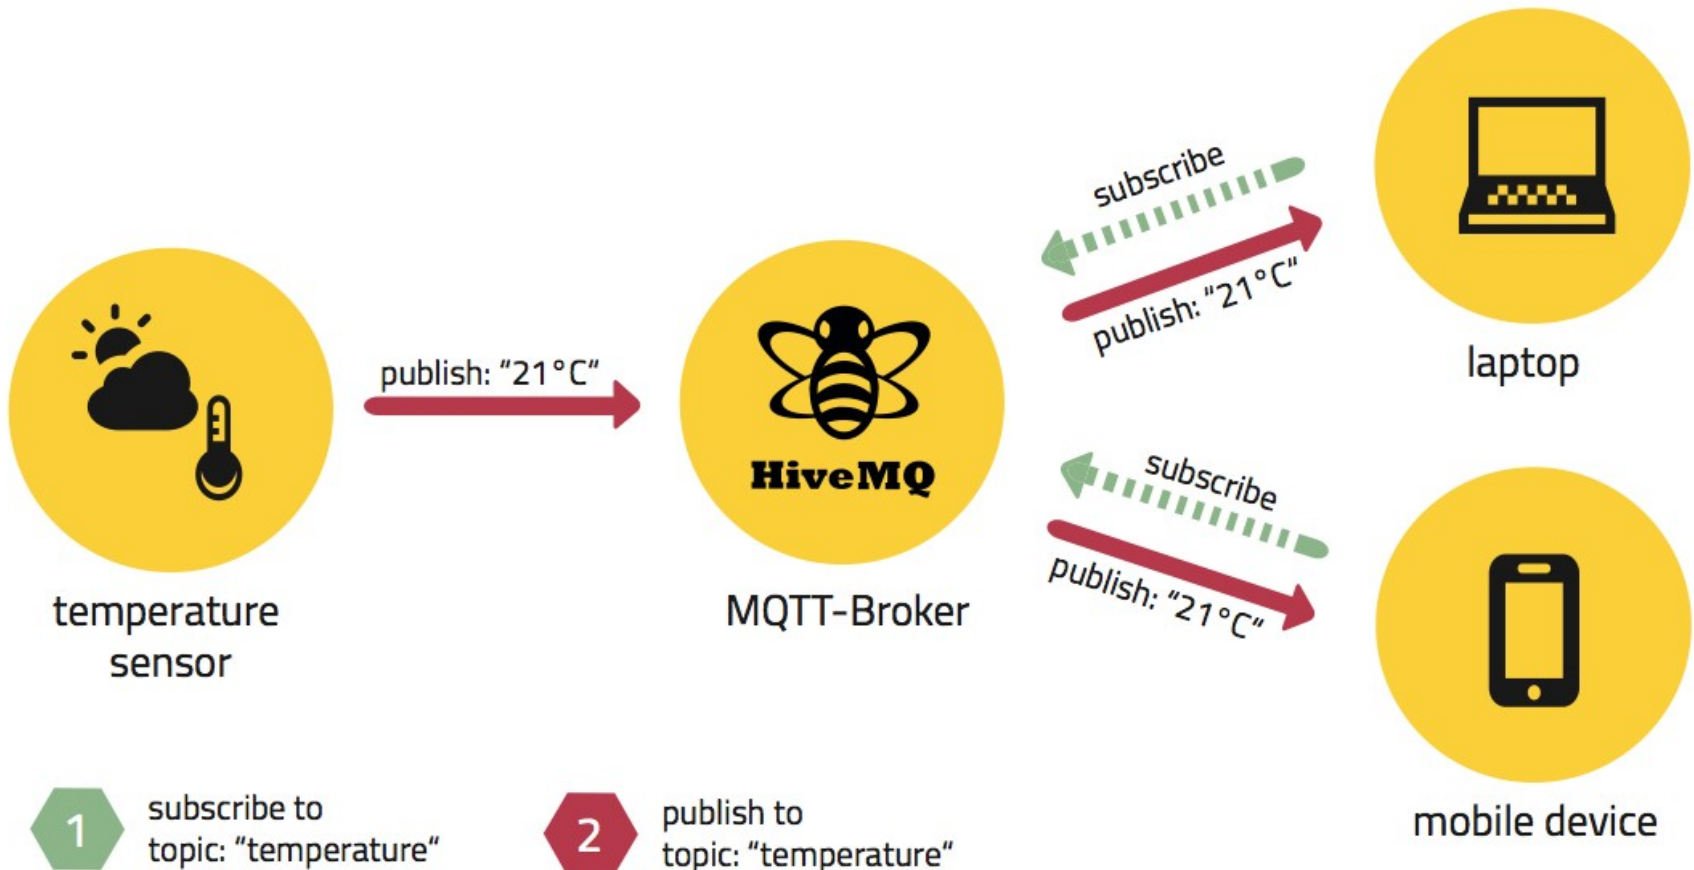 subscribe
publish: “21°C“
laptop
publish: “21°C“
HiveMQ
subscribe
publish: “21°C“
temperature
sensor
MQTT-Broker
mobile device
1
subscribe to
topic: “temperature“
2
publish to
topic: “temperature“